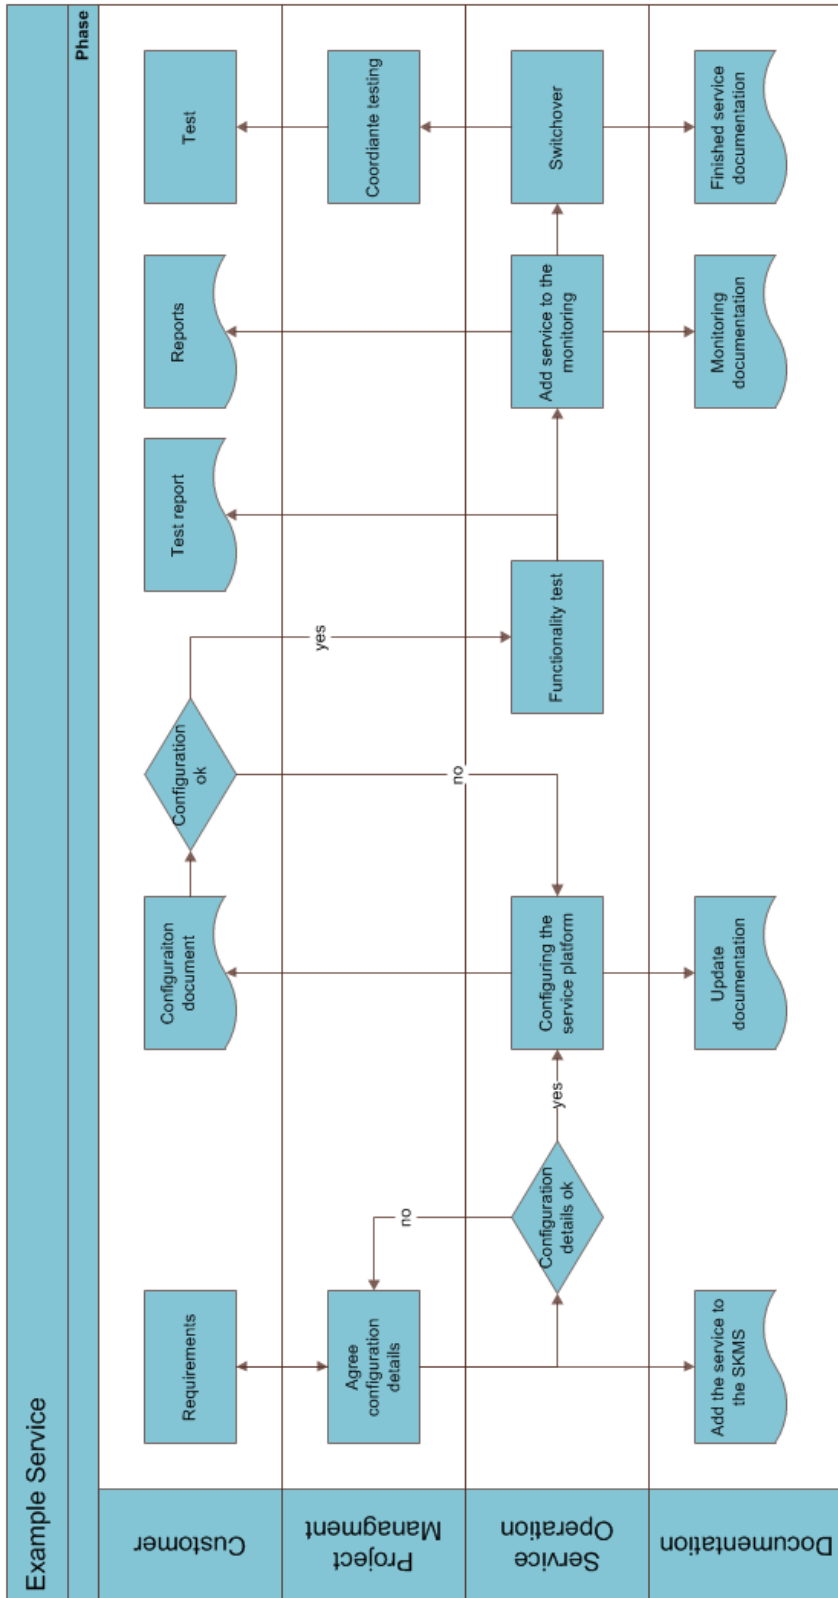 Example Service
Phase
Customer
Requirements
Configuraiton
document
Configuration
ok
Test report
Reports
Test
Project
Managment
Agree
configuration
details
no
no
yes
Coordiante testing
Service
Operation
Configuration
details ok
yes
Configuring the
service platform
Functionality test
Add service to the
monitoring
Switchover
Documentation
Add the service to
the SKMS
Update
documentation
Monitoring
documentation
Finished service
documentation